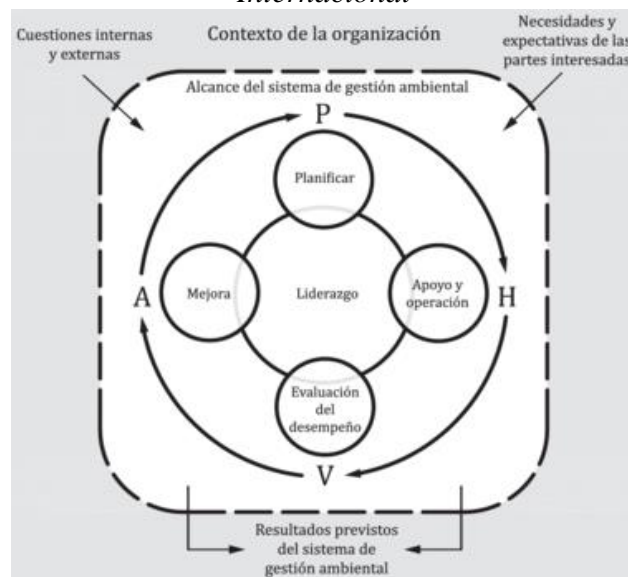 Internacional
Cuestiones internas
y externas
Contexto de la organización
Necesidades y
expectativas de las
partes interesadas
Alcance del sistema de gestión ambiental
P
Planificar
A
Mejora
Liderazgo
Apoyo y
operación
H
Evaluación
del
desempeño
V
Resultados previstos
del sistema de
gestión ambiental